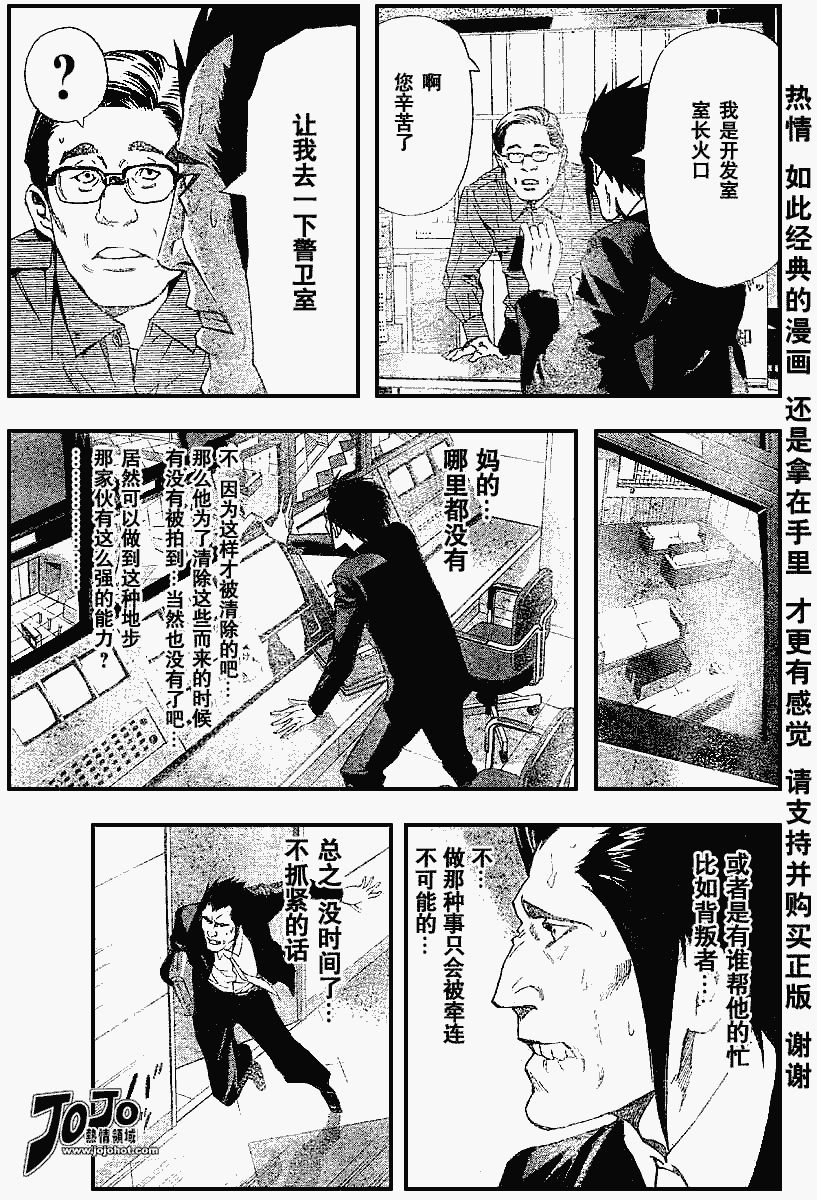 我是开发室
室长火口
啊
您辛苦了
让我去一下警卫室
?
妈的…
哪里都没有
不 因为这样才被清除的吧…
那么他为了清除这些而来的时候
有没有被拍到…当然也没有了吧…
居然可以做到这种地步
那家伙有这么强的能力?
………………………
或者是有谁帮他的忙
比如背叛者…
不…
做那种事只会被牵连
不可能的…
总之 没时间了…
不抓紧的话
热情 如此经典的漫画 还是拿在手里 才更有感觉 请支持并购买正版 谢谢
JOJO
熱情領域
www.jojohot.com